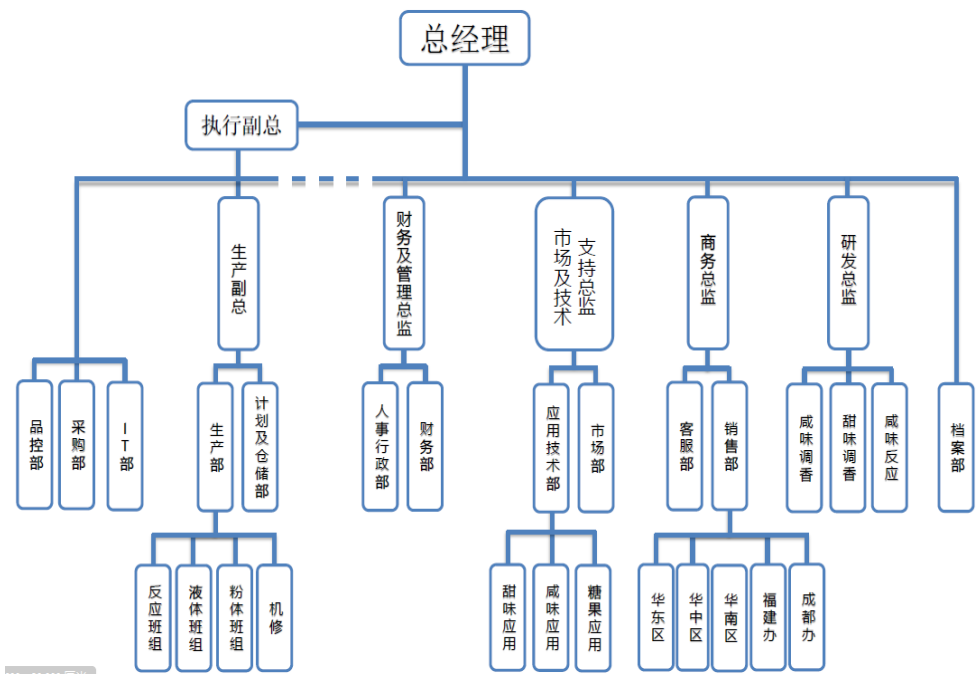 总经理
执行副总
生产副总
财务及管理总监
市场及技术
支持总监
商务总监
研发总监
品控部
采购部
IT部
生产部
计划及仓储部
人事行政部
财务部
应用技术部
市场部
客服部
销售部
咸味调香
甜味调香
咸味反应
档案部
反应班组
液体班组
粉体班组
机修
甜味应用
咸味应用
糖果应用
华东区
华中区
华南区
福建办
成都办